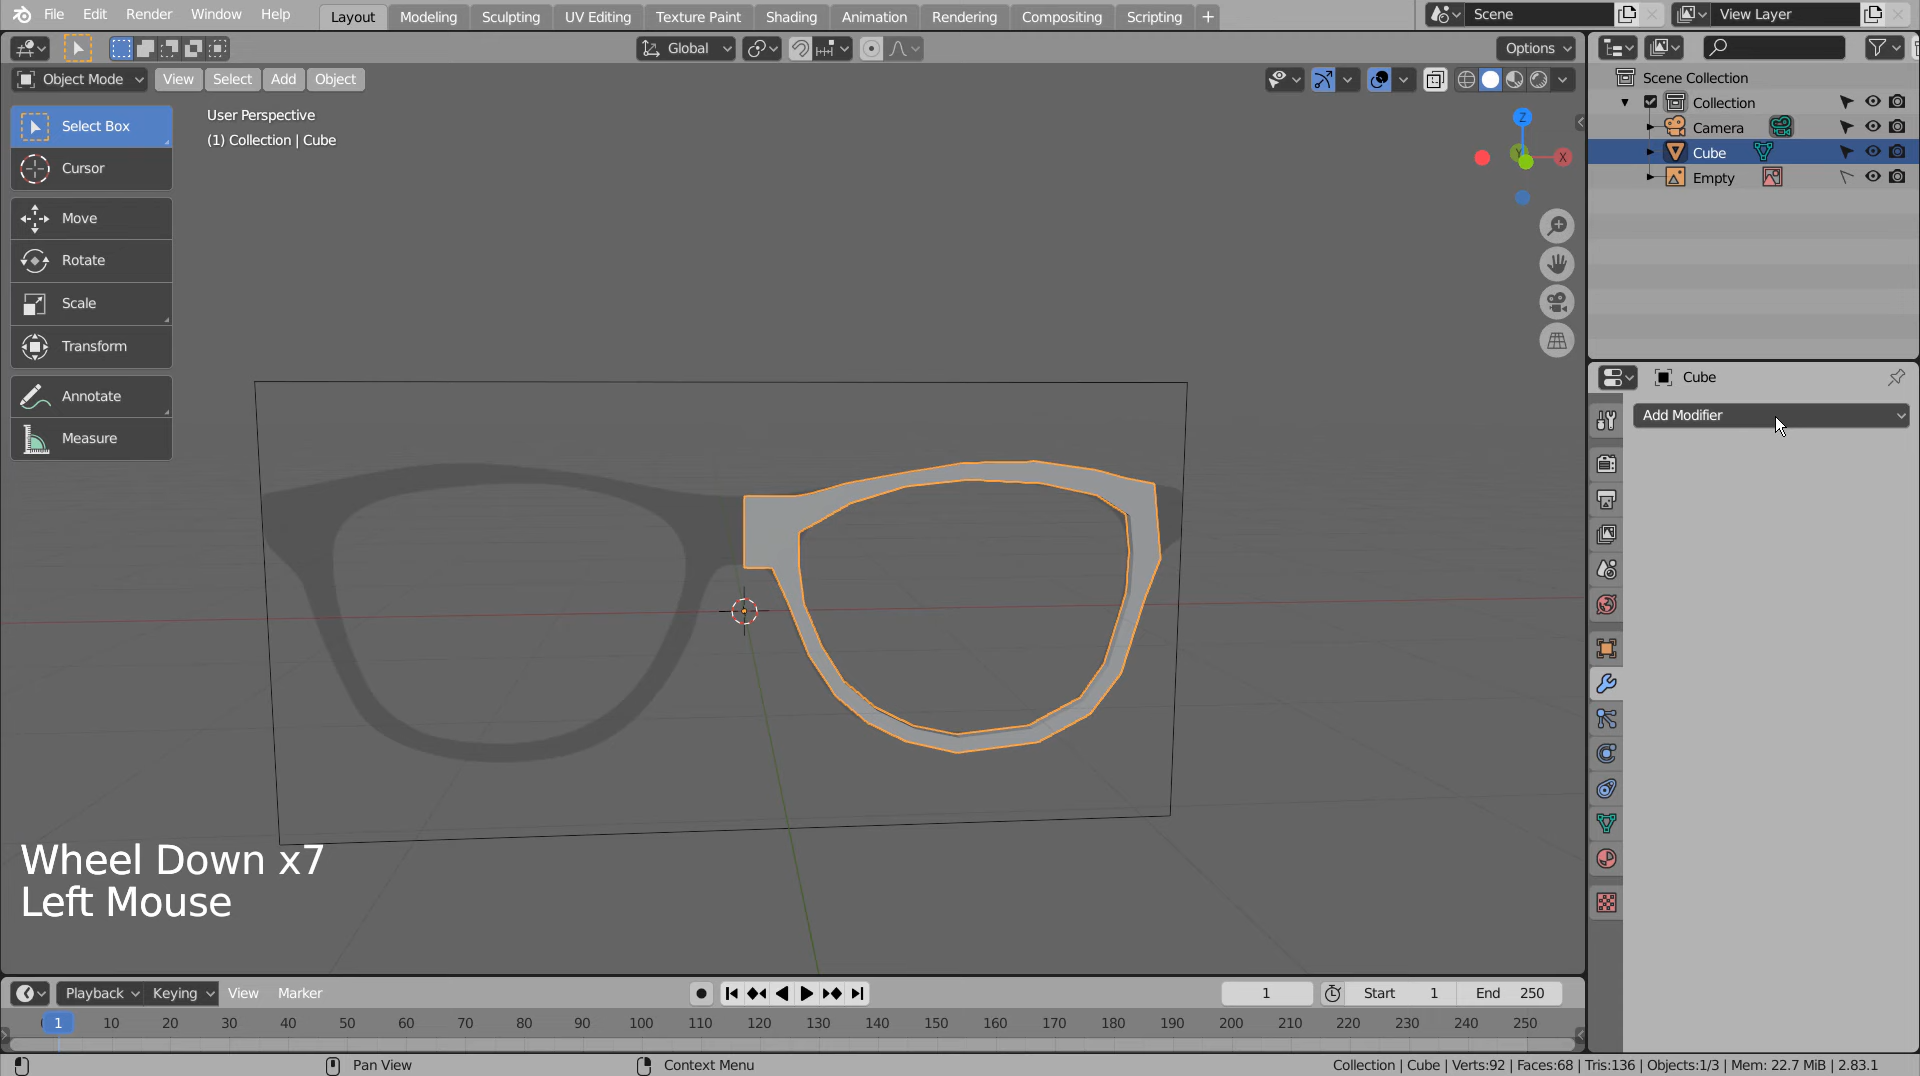 File Edit Render Window Help Layout Modeling Sculpting UV Editing Texture Paint Shading Animation Rendering Compositing Scripting + Scene View Layer
Global Options
Object Mode View Select Add Object
Scene Collection
Collection
Camera
Cube
Empty
Select Box
Cursor
Move
Rotate
Scale
Transform
Annotate
Measure
User Perspective
(1) Collection | Cube
Z
Y
X
Cube
Add Modifier
Wheel Down x7
Left Mouse
Playback Keying View Marker 1 Start 1 End 250
1 10 20 30 40 50 60 70 80 90 100 110 120 130 140 150 160 170 180 190 200 210 220 230 240 250
Pan View Context Menu Collection | Cube | Verts:92 | Faces:68 | Tris:136 | Objects:1/3 | Mem: 22.7 MiB | 2.83.1